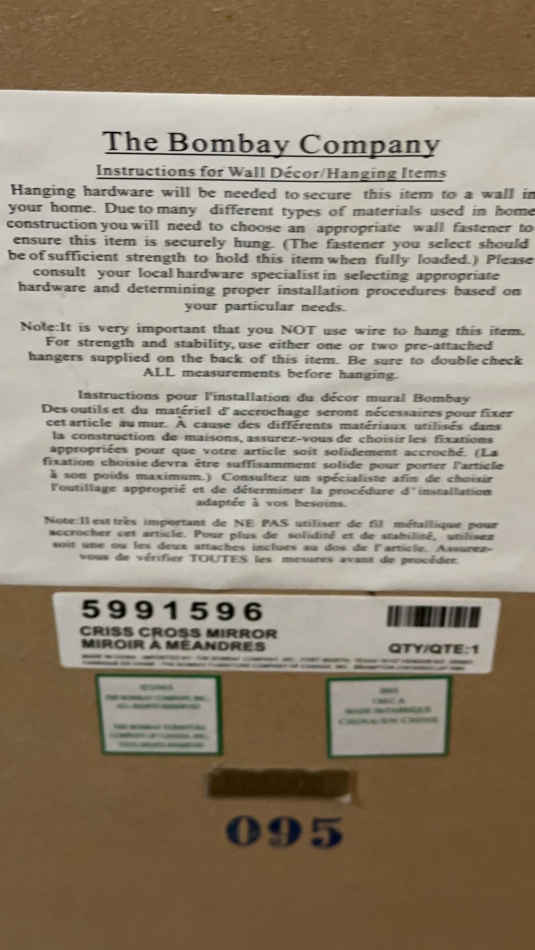 The Bombay Company
Instructions for Wall Décor/Hanging Items
Hanging hardware will be needed to secure this item to a wall in
your home. Due to many different types of materials used in home
construction you will need to choose an appropriate wall fastener to
ensure this item is securely hung. (The fastener you select should
be of sufficient strength to hold this item when fully loaded.) Please
consult your local hardware specialist in selecting appropriate
hardware and determining proper installation procedures based on
your particular needs.
Note:It is very important that you NOT use wire to hang this item.
For strength and stability, use either one or two pre-attached
hangers supplied on the back of this item. Be sure to double check
ALL measurements before hanging.
Instructions pour l'installation du décor mural Bombay
Des outils et du matériel d'accrochage seront nécessaires pour fixer
cet article au mur. À cause des différents matériaux utilisés dans
la construction de maisons, assurez-vous de choisir les fixations
appropriées pour que votre article soit solidement accroché. (La
fixation choisie devra être suffisamment solide pour porter l'article
à son poids maximum.) Consultez un spécialiste afin de choisir
l'outillage approprié et de déterminer la procédure d'installation
adaptée à vos besoins.
Note:Il est très important de NE PAS utiliser de fil métallique pour
accrocher cet article. Pour plus de solidité et de stabilité, utilisez
soit une ou les deux attaches inclues au dos de l'article. Assurez-
vous de vérifier TOUTES les mesures avant de procéder.
5991596
CRISS CROSS MIRROR
MIROIR À MÉANDRES
QTY/QTE:1
095